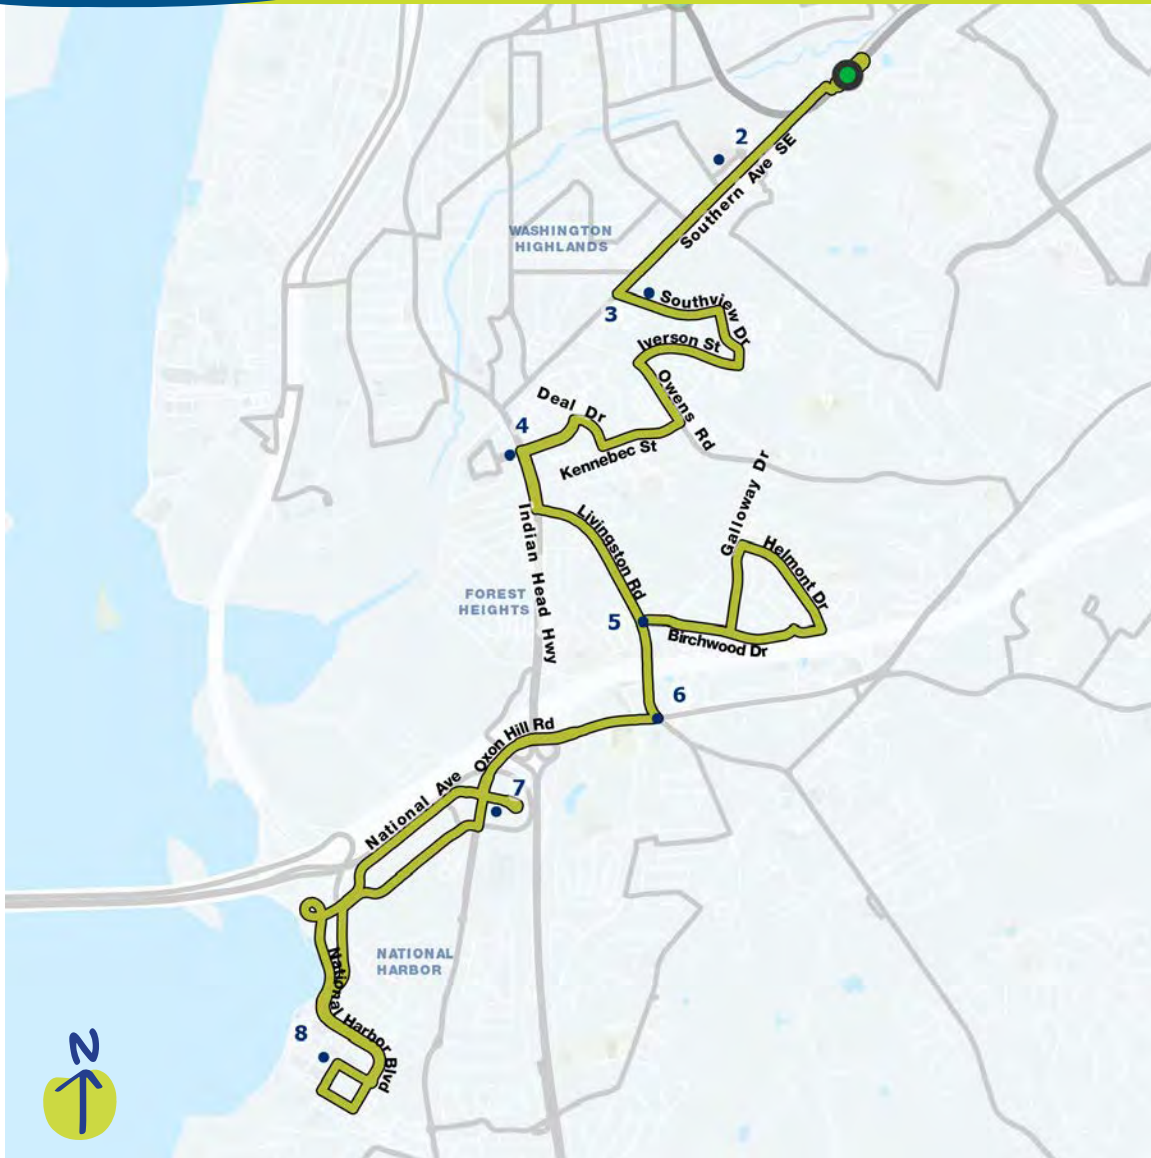 2
Southern Ave SE
WASHINGTON
HIGHLANDS
3
Southview Dr
Iverson St
Owens Rd
Deal Dr
4
Kennebec St
Galloway Dr
Indian Head Hwy
Livingston Rd
Helmont Dr
FOREST
HEIGHTS
5
Birchwood Dr
6
Oxon Hill Rd
National Ave
7
NATIONAL
HARBOR
National Harbor Blvd
8
N